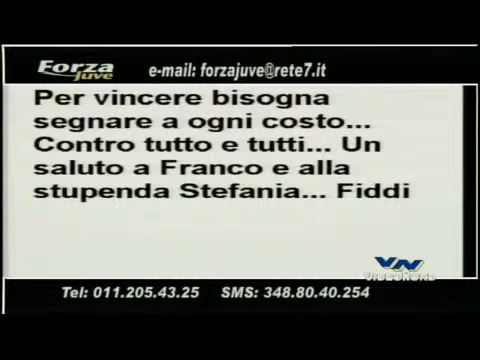 Forza Juve
e-mail: forzajuve@rete7.it
Per vincere bisogna
segnare a ogni costo...
Contro tutto e tutti... Un
saluto a Franco e alla
stupenda Stefania... Fiddi
VN
VIDEONORD
Tel: 011.205.43.25 SMS: 348.80.40.254